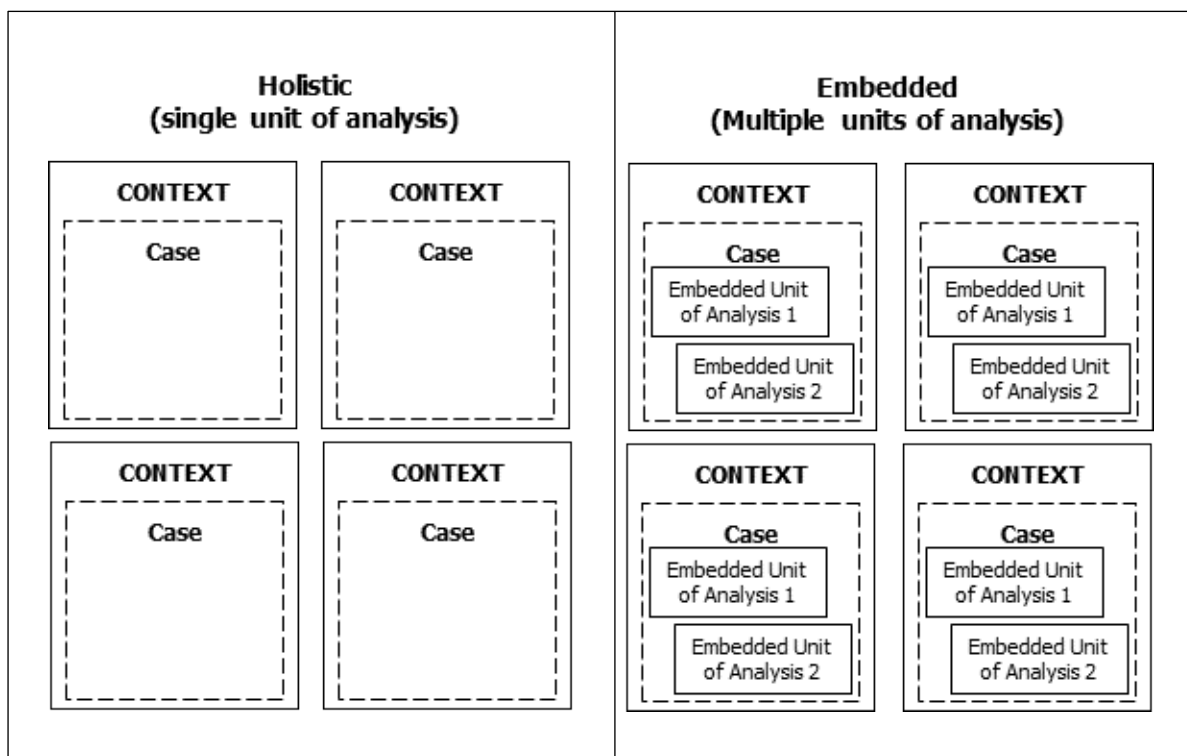 Holistic
(single unit of analysis)
CONTEXT
Case
CONTEXT
Case
CONTEXT
Case
CONTEXT
Case
Embedded
(Multiple units of analysis)
CONTEXT
Case
Embedded Unit
of Analysis 1
Embedded Unit
of Analysis 2
CONTEXT
Case
Embedded Unit
of Analysis 1
Embedded Unit
of Analysis 2
CONTEXT
Case
Embedded Unit
of Analysis 1
Embedded Unit
of Analysis 2
CONTEXT
Case
Embedded Unit
of Analysis 1
Embedded Unit
of Analysis 2